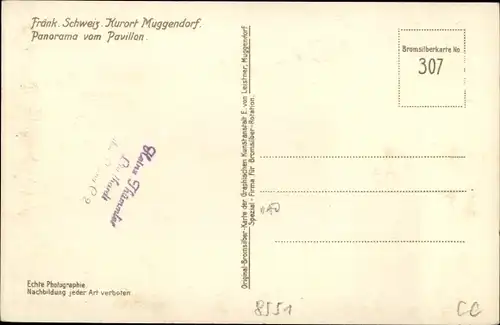 Fränk. Schweiz. Kurort Muggendorf.
Panorama vom Pavillon.
Bromsilberkarte No
307
Original-Bromsilber-Karte der Graphischen Kunstanstalt E. von Leistner, Muggendorf
Spezial-Firma für Bromsilber-Rotation.
Heinz
Echte Photographie.
Nachbildung jeder Art verboten
8551
CC